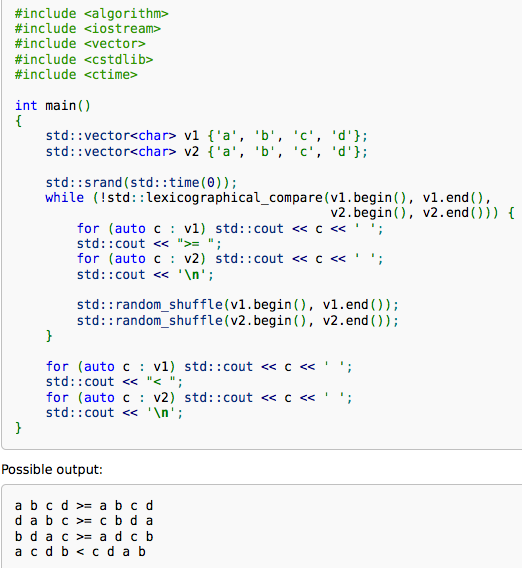 #include <algorithm>
#include <iostream>
#include <vector>
#include <cstdlib>
#include <ctime>

int main()
{
    std::vector<char> v1 {'a', 'b', 'c', 'd'};
    std::vector<char> v2 {'a', 'b', 'c', 'd'};

    std::srand(std::time(0));
    while (!std::lexicographical_compare(v1.begin(), v1.end(),
                                         v2.begin(), v2.end())) {
        for (auto c : v1) std::cout << c << ' ';
        std::cout << ">= ";
        for (auto c : v2) std::cout << c << ' ';
        std::cout << '\n';

        std::random_shuffle(v1.begin(), v1.end());
        std::random_shuffle(v2.begin(), v2.end());
    }

    for (auto c : v1) std::cout << c << ' ';
    std::cout << "< ";
    for (auto c : v2) std::cout << c << ' ';
    std::cout << '\n';
}
Possible output:
a b c d >= a b c d
d a b c >= c b d a
b d a c >= a d c b
a c d b < c d a b